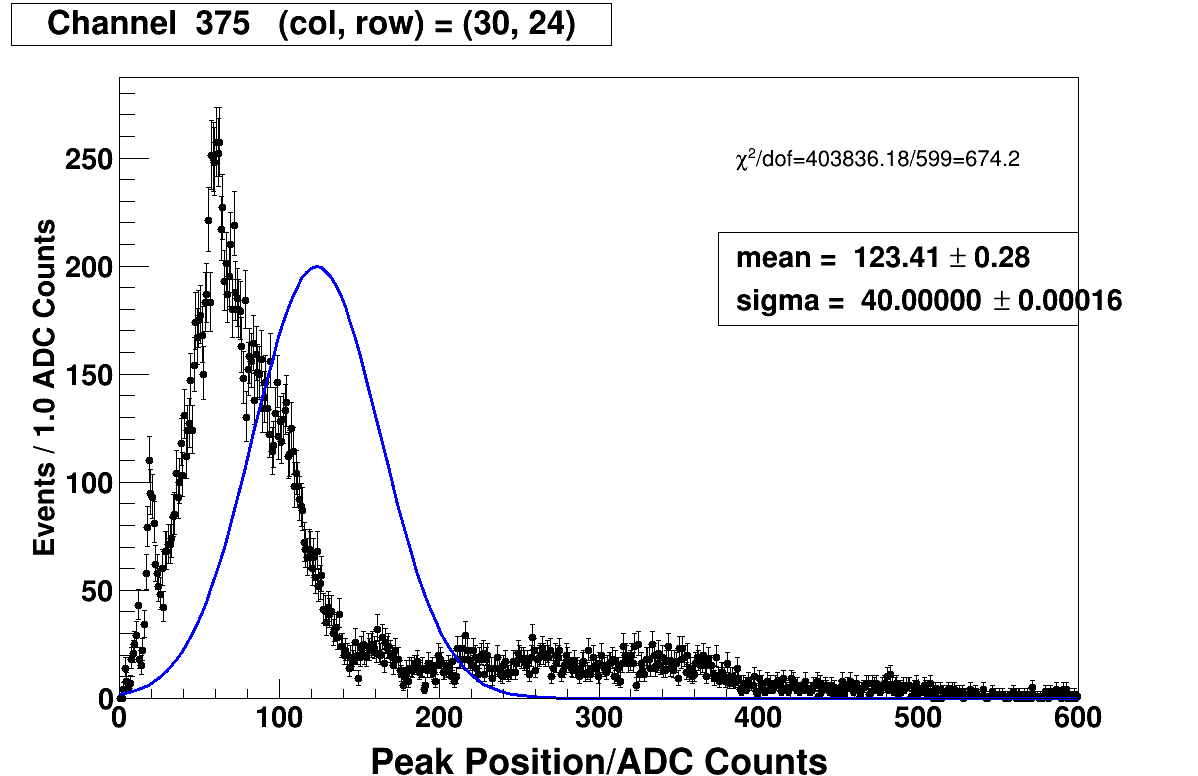 Channel 375 (col, row) = (30, 24)
χ²/dof=403836.18/599=674.2
mean = 123.41 ± 0.28
sigma = 40.00000 ± 0.00016
Events / 1.0 ADC Counts
250
200
150
100
50
0
0 100 200 300 400 500 600
Peak Position/ADC Counts